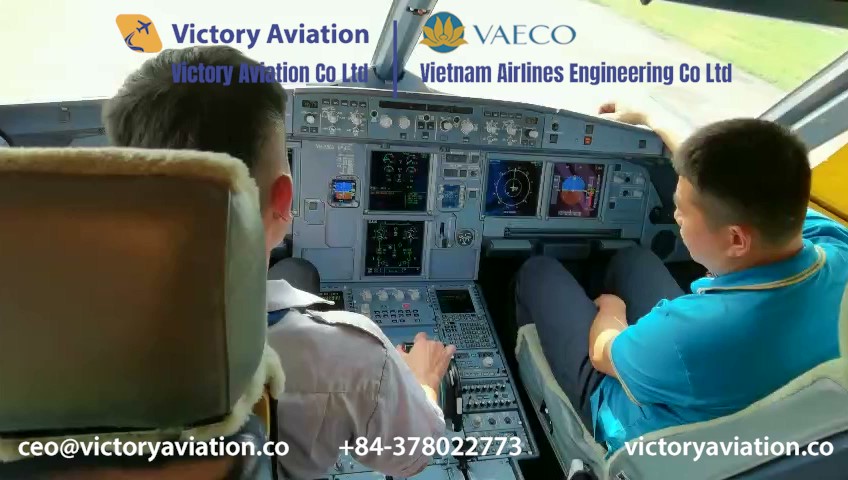 Victory Aviation
VAECO
Victory Aviation Co Ltd
Vietnam Airlines Engineering Co Ltd
ceo@victoryaviation.co
+84-378022773
victoryaviation.co